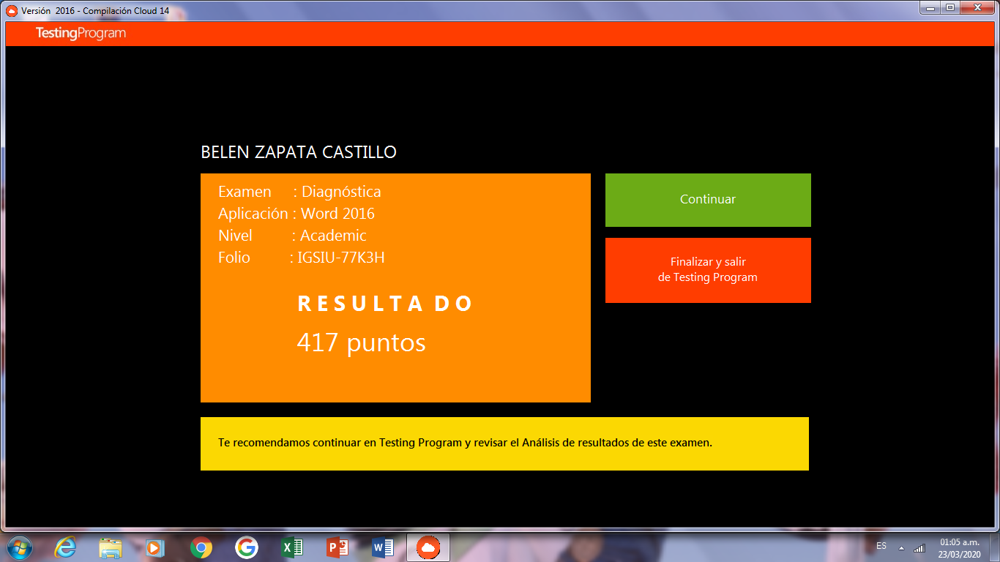 Versión 2016 - Compilación Cloud 14
TestingProgram
BELEN ZAPATA CASTILLO
Examen : Diagnóstica
Aplicación : Word 2016
Nivel : Academic
Folio : IGSIU-77K3H
RESULTADO
417 puntos
Continuar
Finalizar y salir
de Testing Program
Te recomendamos continuar en Testing Program y revisar el Análisis de resultados de este examen.
ES
01:05 a.m.
23/03/2020